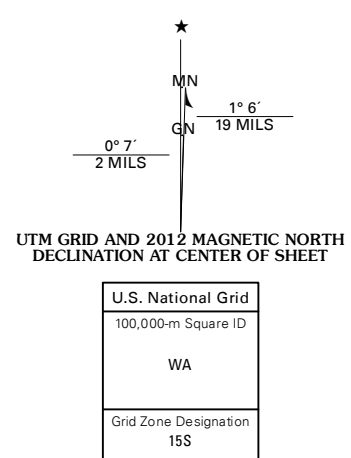 ★
MN
1° 6´
19 MILS
GN
0° 7´
2 MILS
UTM GRID AND 2012 MAGNETIC NORTH
DECLINATION AT CENTER OF SHEET
U.S. National Grid
100,000-m Square ID
WA
Grid Zone Designation
15S